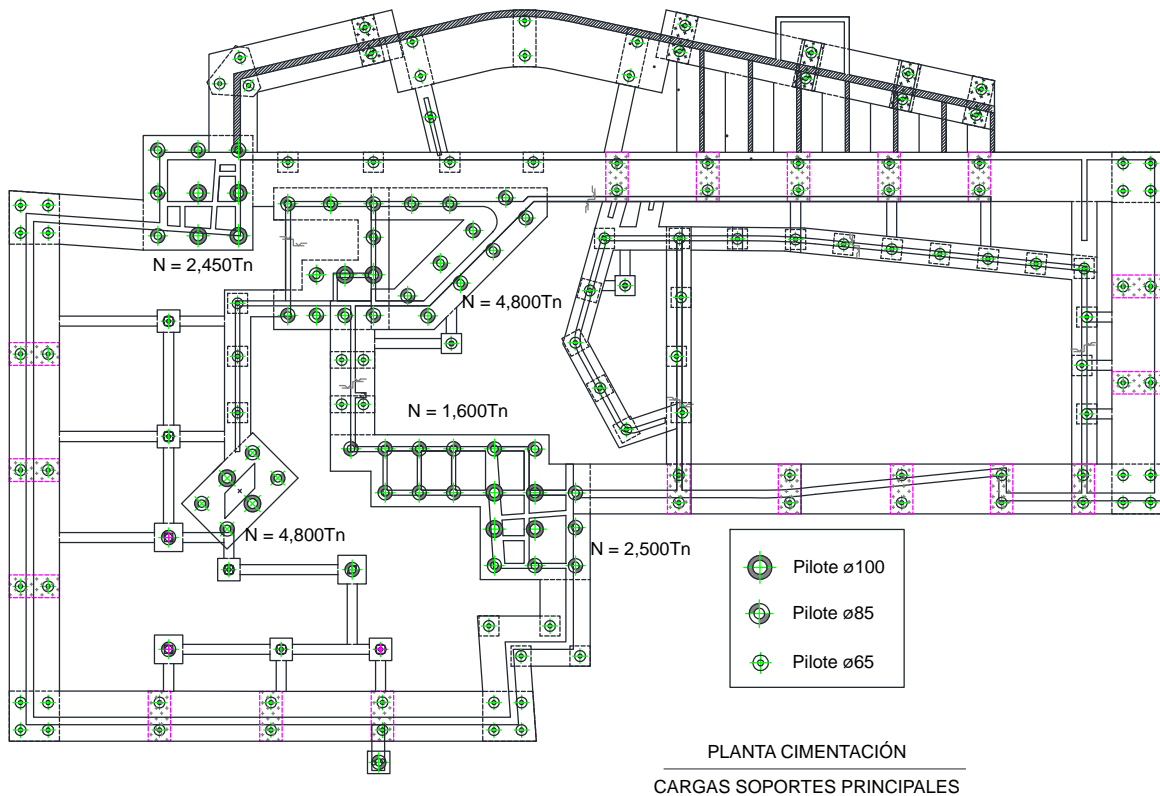 N = 2,450Tn
N = 4,800Tn
N = 1,600Tn
N = 4,800Tn
N = 2,500Tn
Pilote ø100
Pilote ø85
Pilote ø65
PLANTA CIMENTACIÓN
CARGAS SOPORTES PRINCIPALES